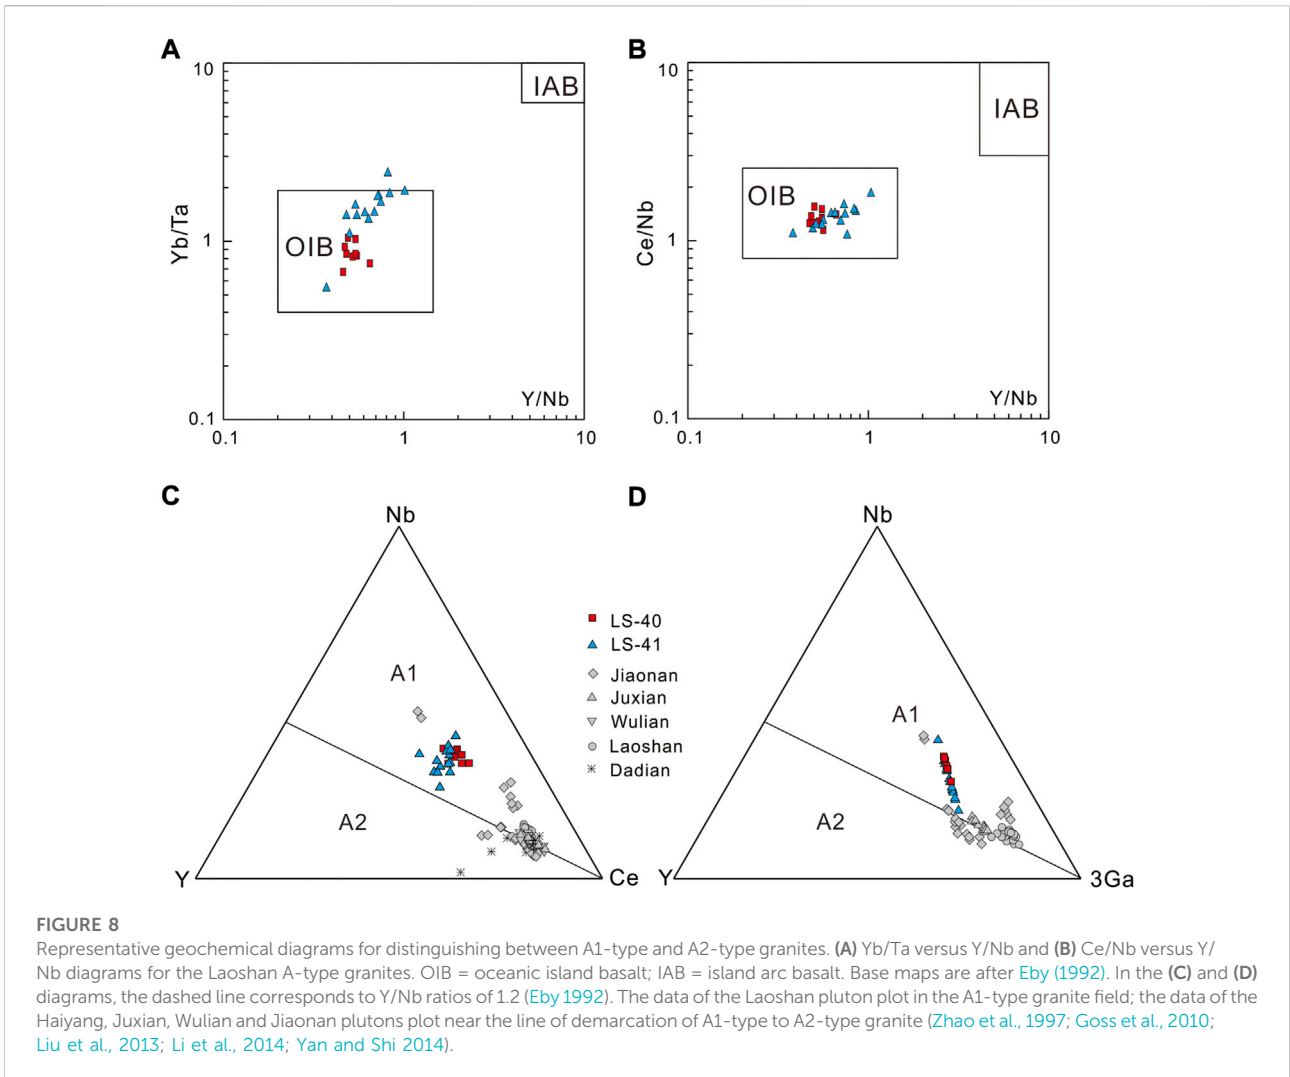 A
B
10
IAB
Yb/Ta
1
OIB
Y/Nb
0.1
0.1
1
10
10
IAB
Ce/Nb
OIB
1
Y/Nb
0.1
0.1
1
10
C
D
Nb
A1
A2
Y
Ce
LS-40
LS-41
Jiaonan
Juxian
Wulian
Laoshan
Dadian
Nb
A1
A2
Y
3Ga
FIGURE 8
Representative geochemical diagrams for distinguishing between A1-type and A2-type granites. (A) Yb/Ta versus Y/Nb and (B) Ce/Nb versus Y/
Nb diagrams for the Laoshan A-type granites. OIB = oceanic island basalt; IAB = island arc basalt. Base maps are after Eby (1992). In the (C) and (D)
diagrams, the dashed line corresponds to Y/Nb ratios of 1.2 (Eby 1992). The data of the Laoshan pluton plot in the A1-type granite field; the data of the
Haiyang, Juxian, Wulian and Jiaonan plutons plot near the line of demarcation of A1-type to A2-type granite (Zhao et al., 1997; Goss et al., 2010;
Liu et al., 2013; Li et al., 2014; Yan and Shi 2014).